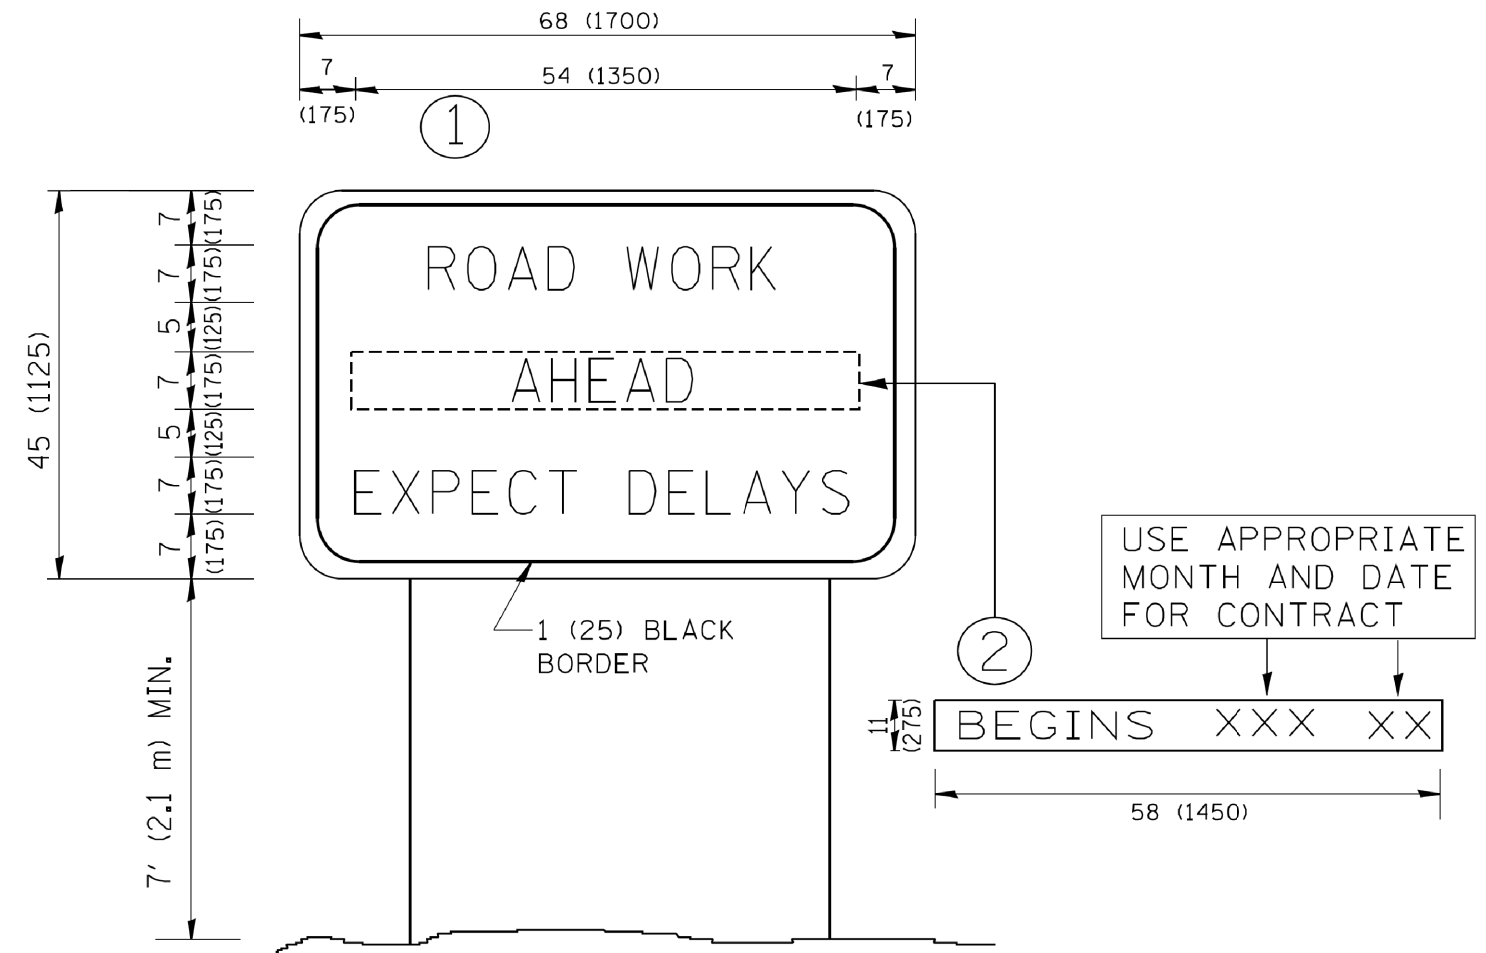 68 (1700)
7
54 (1350)
7
(175)
(175)
1
7
(175)
7
(175)
5
(125)
7
(175)
5
(125)
7
(175)
7
(175)
45 (1125)
ROAD WORK
AHEAD
EXPECT DELAYS
1 (25) BLACK
BORDER
7' (2.1 m) MIN.
USE APPROPRIATE
MONTH AND DATE
FOR CONTRACT
2
11
(275)
BEGINS XXX XX
58 (1450)